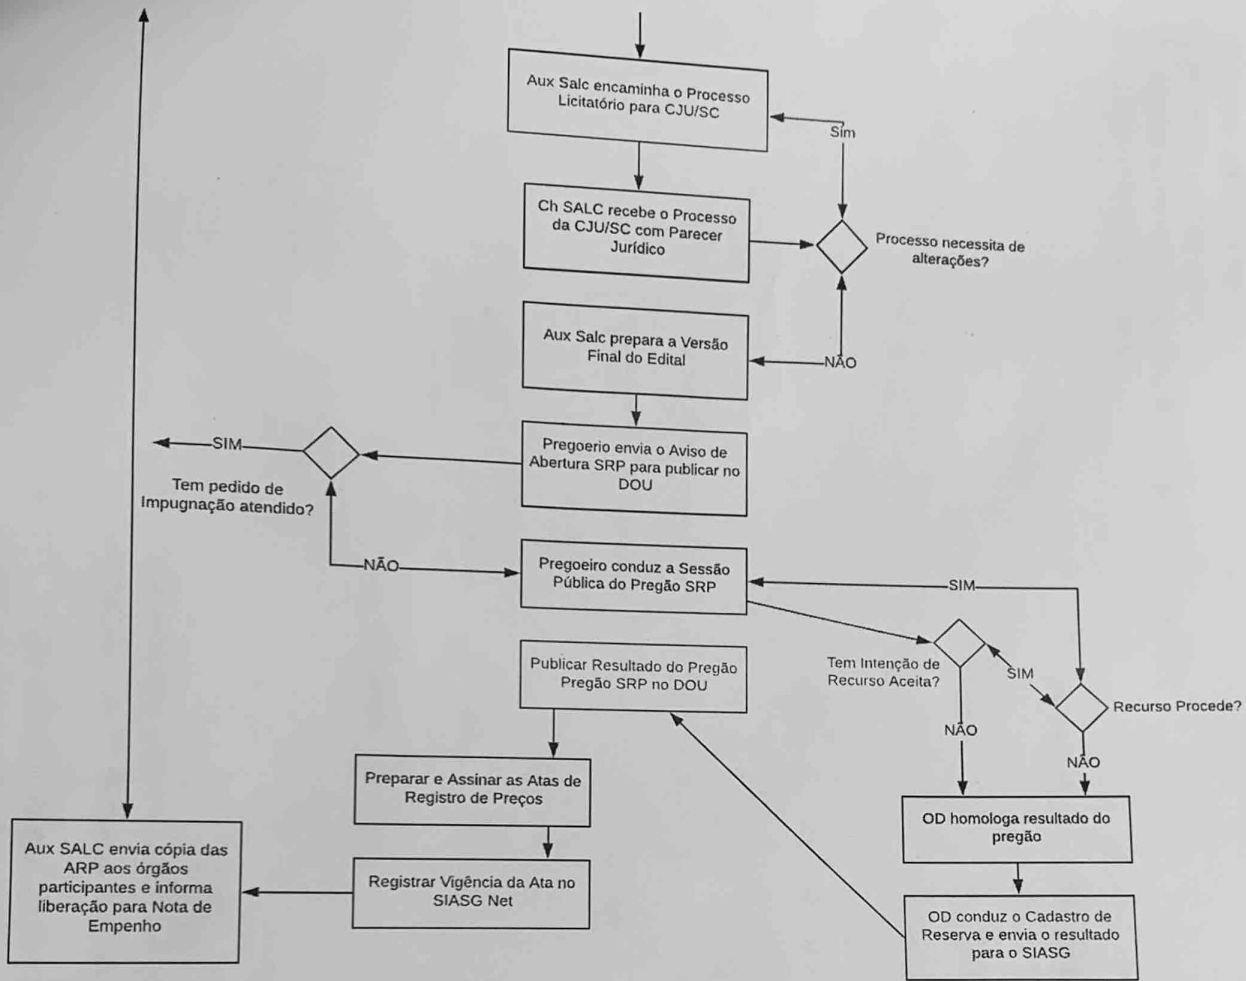 Aux Salc encaminha o Processo
Licitatório para CJU/SC
Sim
Ch SALC recebe o Processo
da CJU/SC com Parecer
Jurídico
Processo necessita de
alterações?
Aux Salc prepara a Versão
Final do Edital
NÃO
Pregoerio envia o Aviso de
Abertura SRP para publicar no
DOU
SIM
Tem pedido de
Impugnação atendido?
NÃO
Pregoeiro conduz a Sessão
Pública do Pregão SRP
SIM
Tem Intenção de
Recurso Aceita?
SIM
Recurso Procede?
NÃO
NÃO
Publicar Resultado do Pregão
Pregão SRP no DOU
Preparar e Assinar as Atas de
Registro de Preços
OD homologa resultado do
pregão
Aux SALC envia cópia das
ARP aos órgãos
participantes e informa
liberação para Nota de
Empenho
Registrar Vigência da Ata no
SIASG Net
OD conduz o Cadastro de
Reserva e envia o resultado
para o SIASG